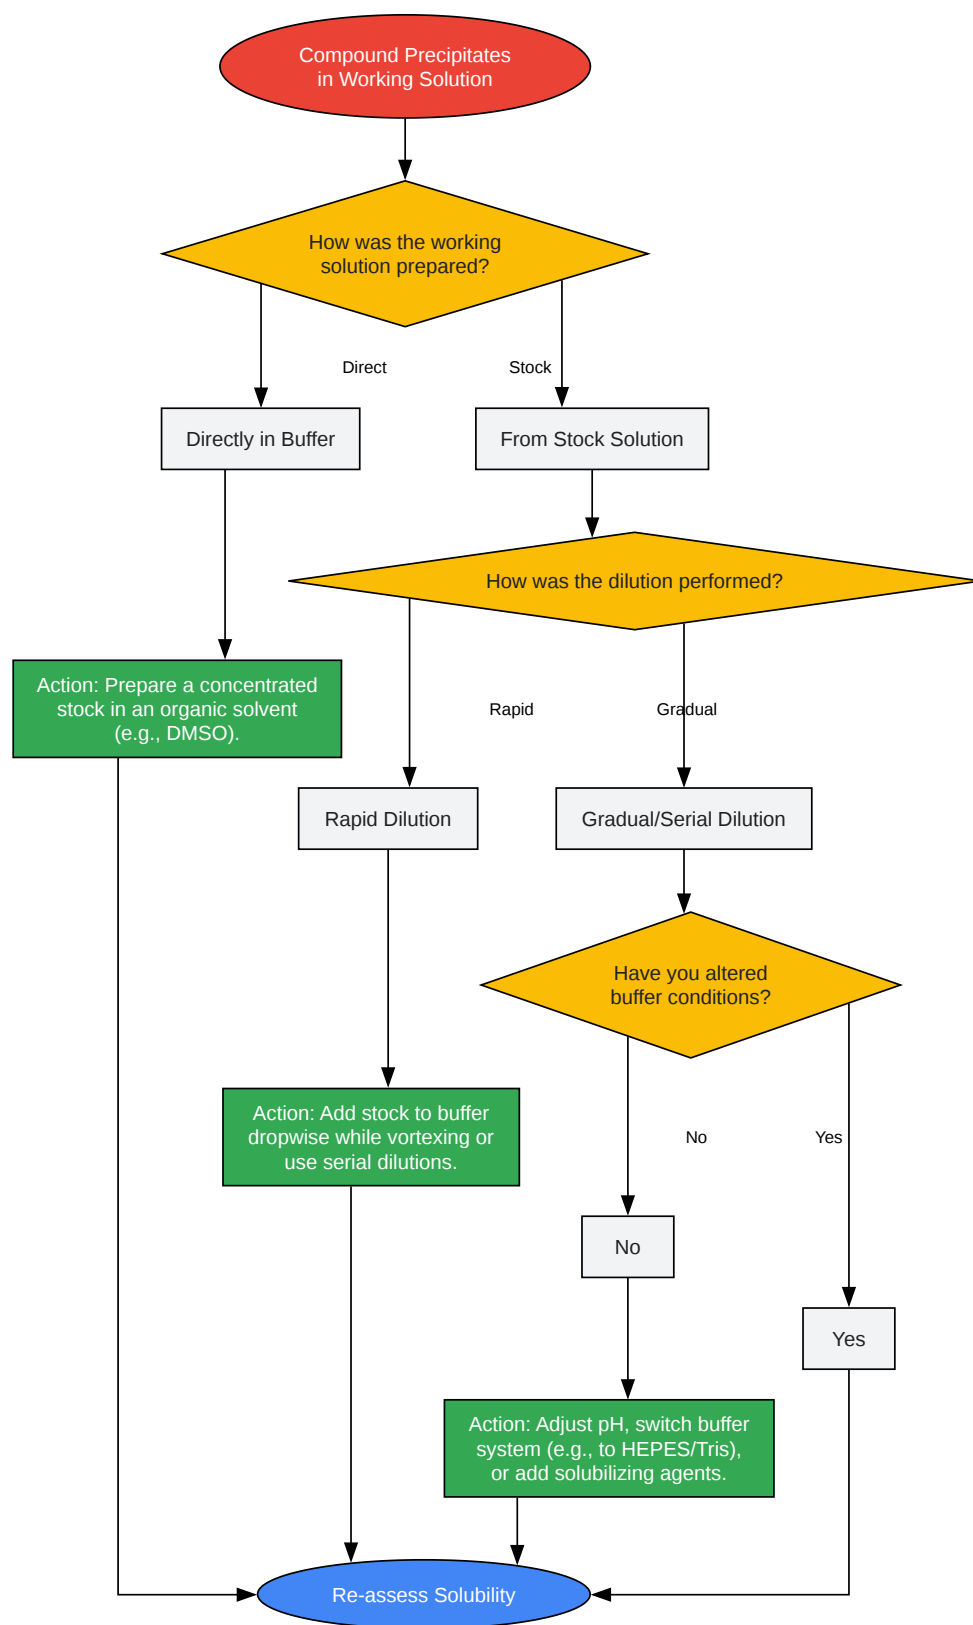 Compound Precipitates
in Working Solution
How was the working
solution prepared?
Direct
Stock
Directly in Buffer
From Stock Solution
How was the dilution performed?
Action: Prepare a concentrated
stock in an organic solvent
(e.g., DMSO).
Rapid
Gradual
Rapid Dilution
Gradual/Serial Dilution
Have you altered
buffer conditions?
Action: Add stock to buffer
dropwise while vortexing or
use serial dilutions.
No
Yes
No
Yes
Action: Adjust pH, switch buffer
system (e.g., to HEPES/Tris),
or add solubilizing agents.
Re-assess Solubility